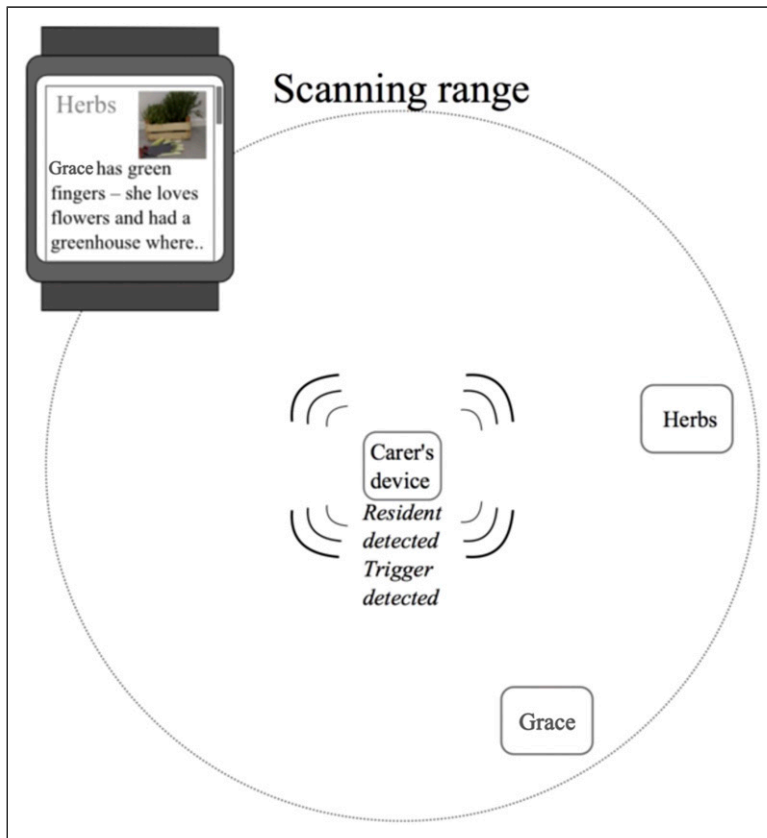 Scanning range
Herbs
Grace has green
fingers – she loves
flowers and had a
greenhouse where..
Herbs
Carer's
device
Resident
detected
Trigger
detected
Grace